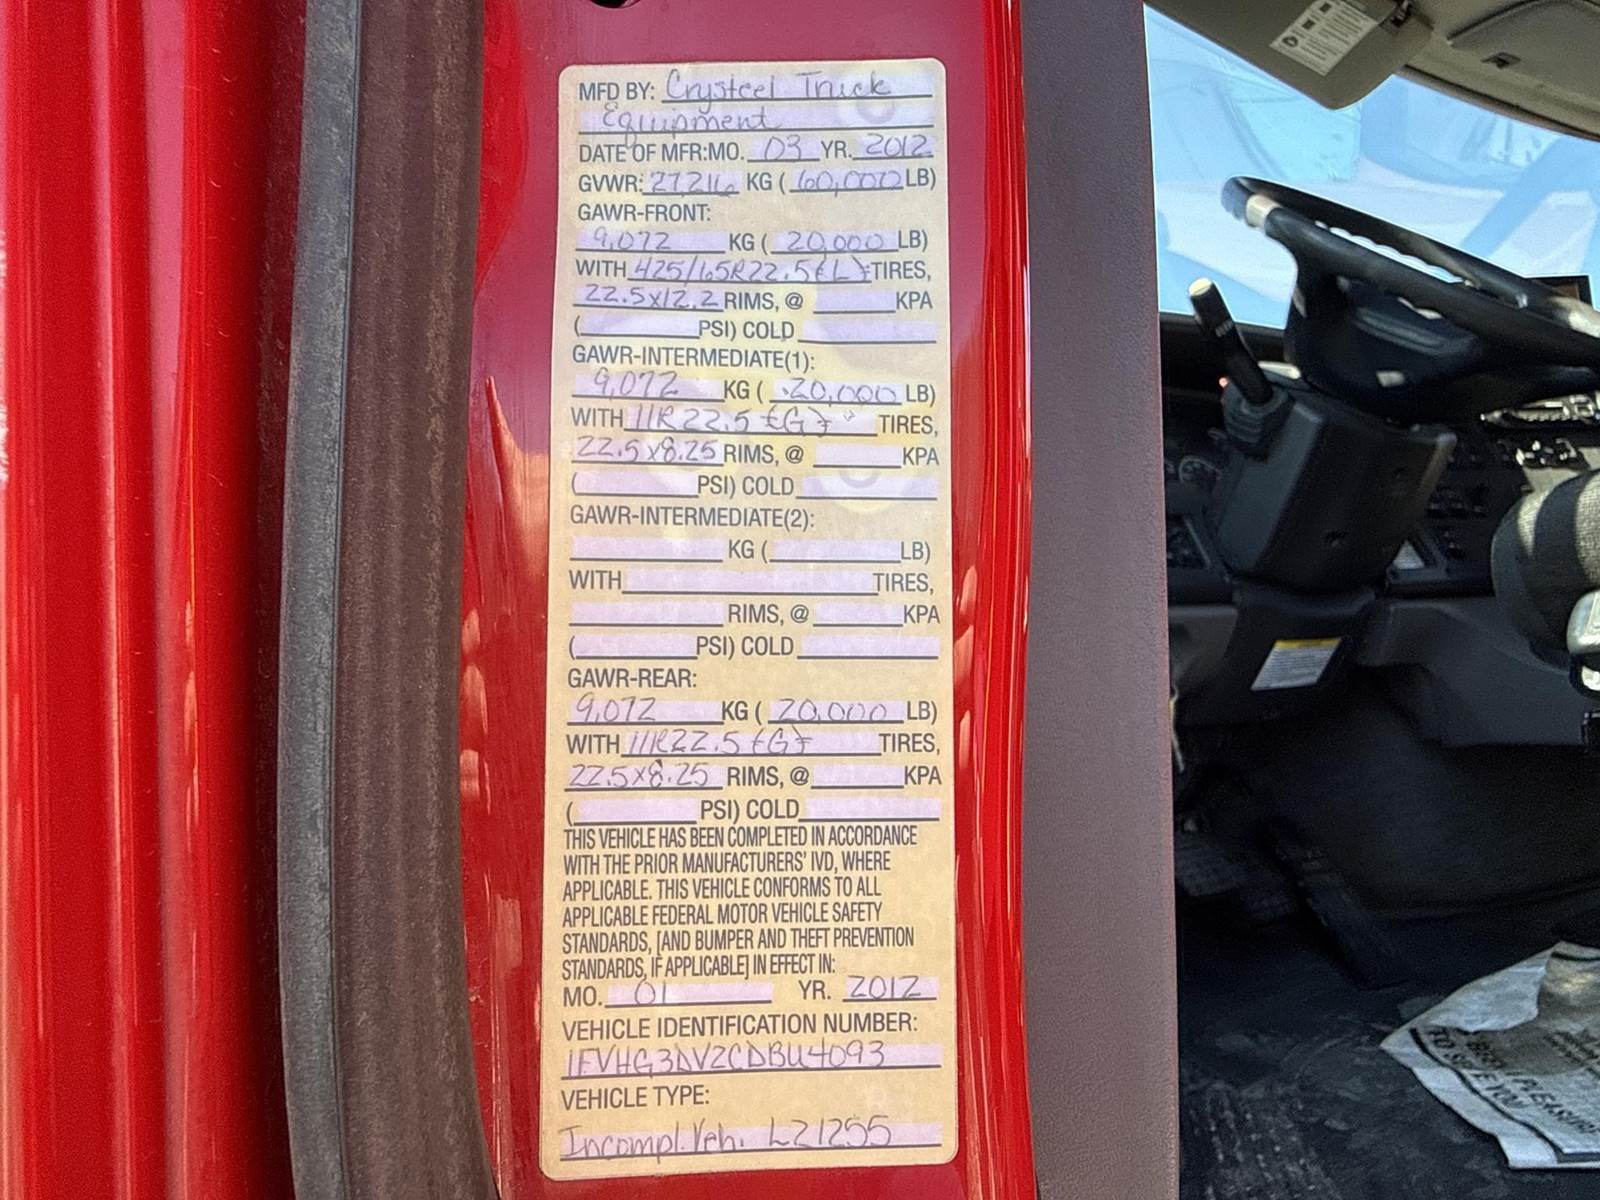 MFD BY: Crysteel Truck
Equipment
DATE OF MFR:MO. 03 YR. 2012
GVWR: 27,216 KG ( 60,000 LB)
GAWR-FRONT:
9,072 KG ( 20,000 LB)
WITH 425/65R22.5 (L) TIRES,
22.5x12.2 RIMS, @ KPA
( PSI) COLD
GAWR-INTERMEDIATE(1):
9,072 KG ( 20,000 LB)
WITH 11R22.5 (G) TIRES,
22.5x8.25 RIMS, @ KPA
( PSI) COLD
GAWR-INTERMEDIATE(2):
KG ( LB)
WITH TIRES,
RIMS, @ KPA
( PSI) COLD
GAWR-REAR:
9,072 KG ( 20,000 LB)
WITH 11R22.5 (G) TIRES,
22.5x8.25 RIMS, @ KPA
( PSI) COLD
THIS VEHICLE HAS BEEN COMPLETED IN ACCORDANCE
WITH THE PRIOR MANUFACTURERS' IVD, WHERE
APPLICABLE. THIS VEHICLE CONFORMS TO ALL
APPLICABLE FEDERAL MOTOR VEHICLE SAFETY
STANDARDS, [AND BUMPER AND THEFT PREVENTION
STANDARDS, IF APPLICABLE] IN EFFECT IN:
MO. 01 YR. 2012
VEHICLE IDENTIFICATION NUMBER:
1FVHG3DV2CDBU4093
VEHICLE TYPE:
Incompl. Veh. L21255